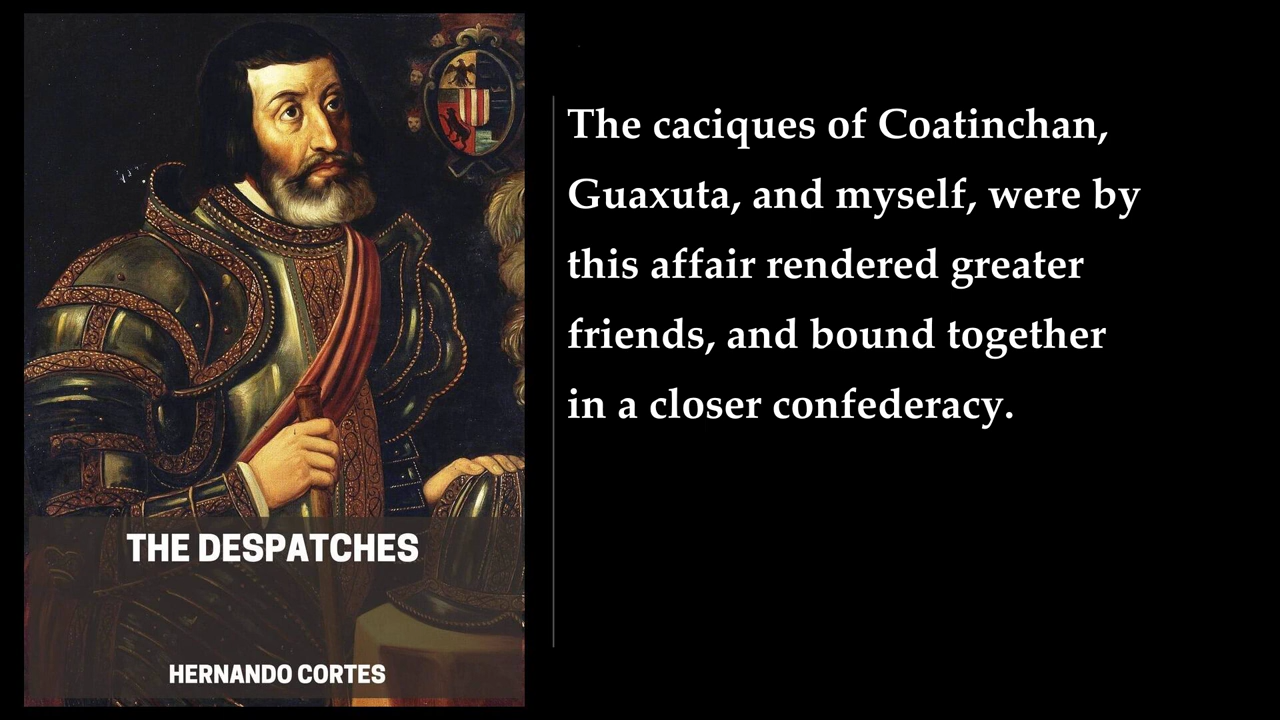 THE DESPATCHES
HERNANDO CORTES
The caciques of Coatinchan,
Guaxuta, and myself, were by
this affair rendered greater
friends, and bound together
in a closer confederacy.